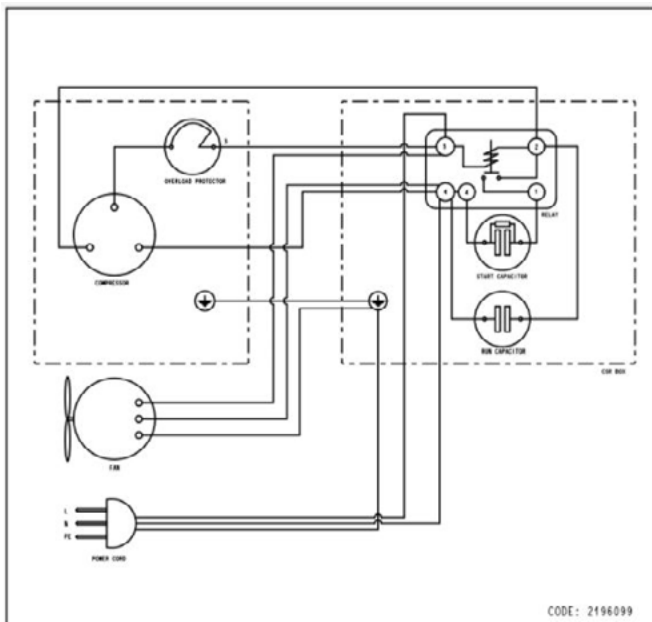 5
2
3
OVERLOAD PROTECTOR
4
1
RELAY
START CAPACITOR
COMPRESSOR
RUN CAPACITOR
CSR BOX
FAN
L
N
PE
POWER CORD
CODE: 2196099